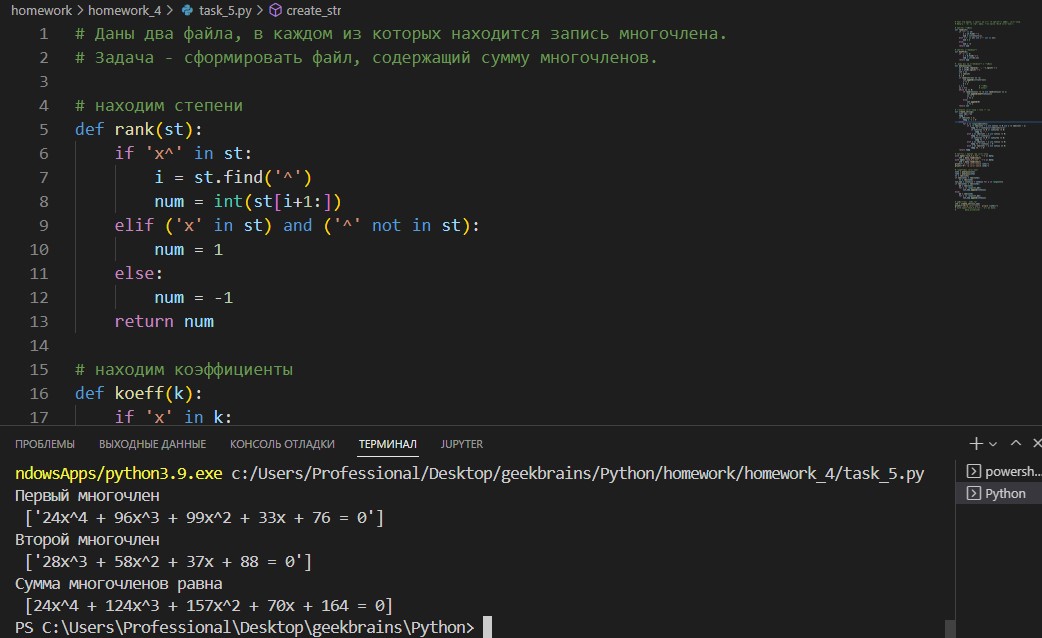 homework > homework_4 > task_5.py > create_str
1 # Даны два файла, в каждом из которых находится запись многочлена.
2 # Задача - сформировать файл, содержащий сумму многочленов.
3
4 # находим степени
5 def rank(st):
6 if 'x^' in st:
7 i = st.find('^')
8 num = int(st[i+1:])
9 elif ('x' in st) and ('^' not in st):
10 num = 1
11 else:
12 num = -1
13 return num
14
15 # находим коэффициенты
16 def koeff(k):
17 if 'x' in k:
ПРОБЛЕМЫ ВЫХОДНЫЕ ДАННЫЕ КОНСОЛЬ ОТЛАДКИ ТЕРМИНАЛ JUPYTER
ndowsApps/python3.9.exe c:/Users/Professional/Desktop/geekbrains/Python/homework/homework_4/task_5.py
Первый многочлен
['24x^4 + 96x^3 + 99x^2 + 33x + 76 = 0']
Второй многочлен
['28x^3 + 58x^2 + 37x + 88 = 0']
Сумма многочленов равна
[24x^4 + 124x^3 + 157x^2 + 70x + 164 = 0]
PS C:\Users\Professional\Desktop\geekbrains\Python>
powersh...
Python